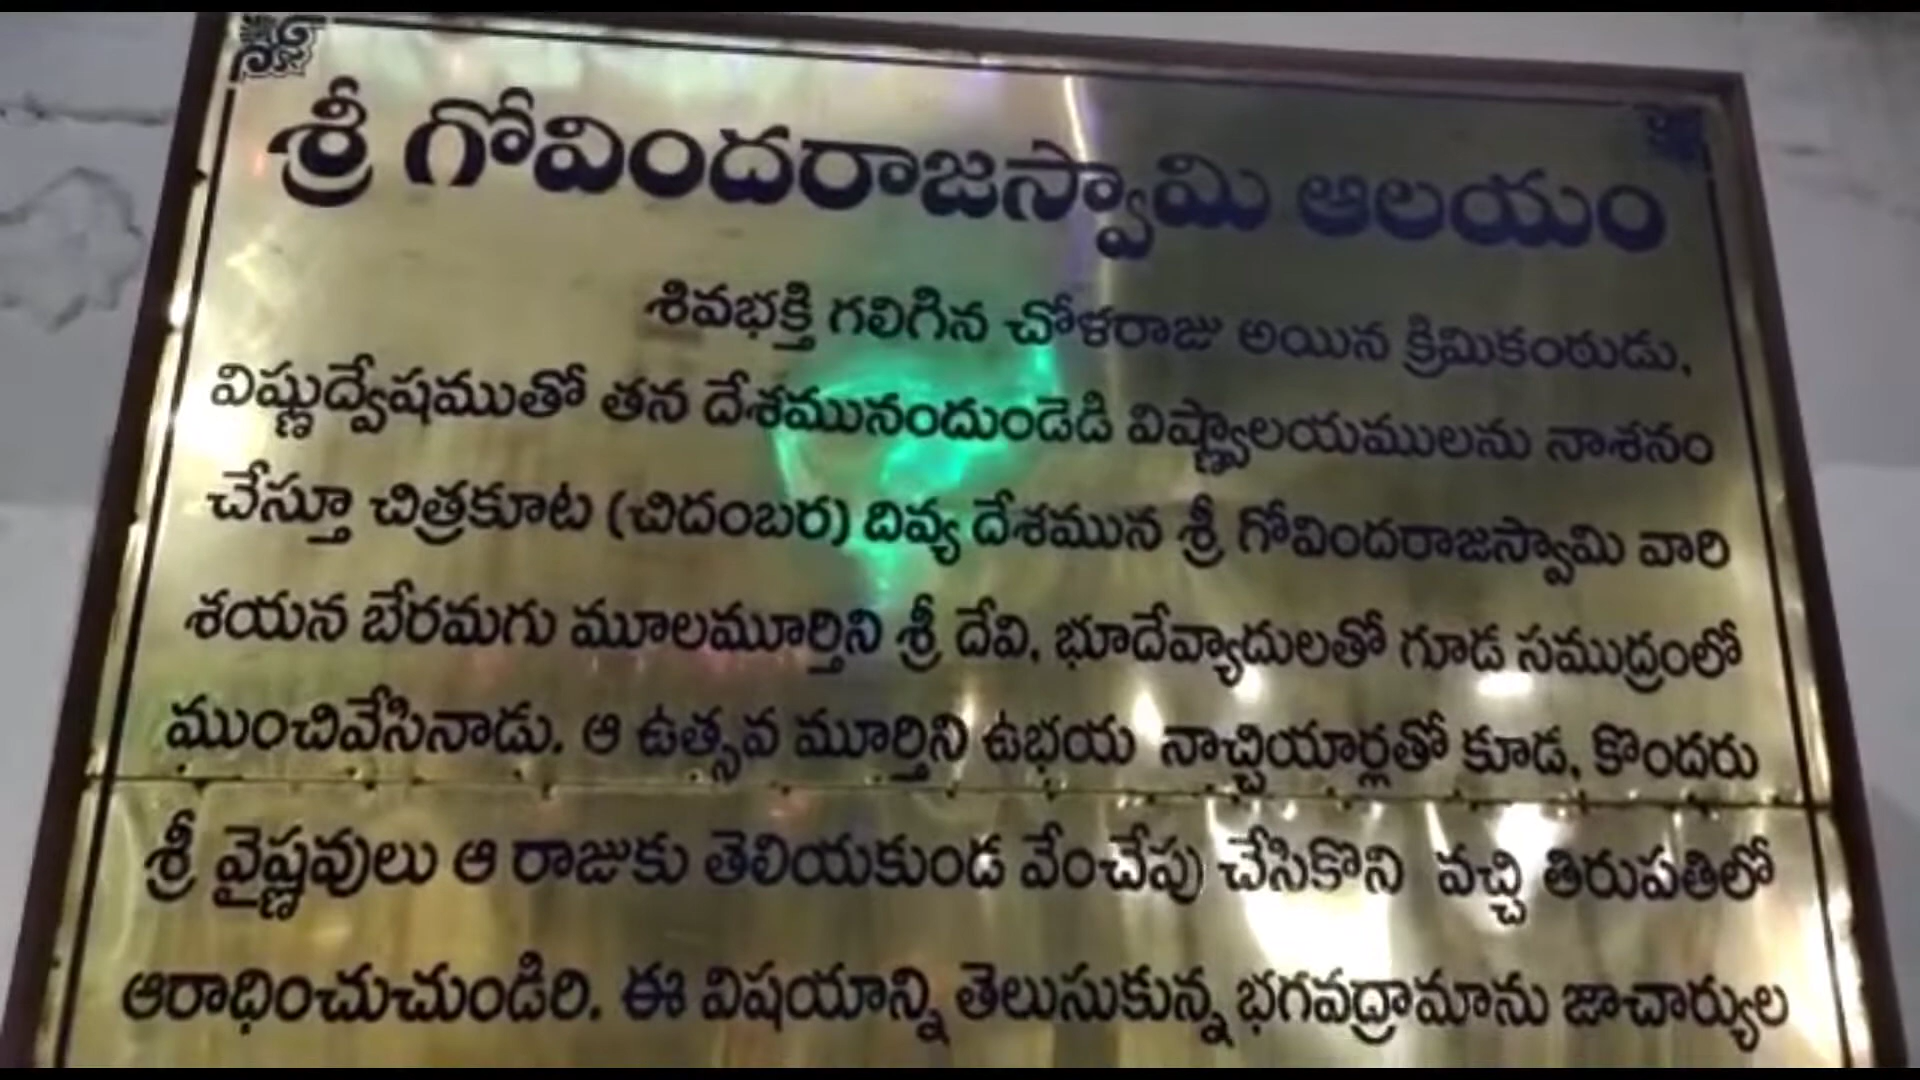 శ్రీ గోవిందరాజస్వామి ఆలయం
శివభక్తి గలిగిన చోళరాజు అయిన క్రిమికంఠుడు,
విష్ణుద్వేషముతో తన దేశమునందుండెడి విష్ణ్వాలయములను నాశనం
చేస్తూ చిత్రకూట (చిదంబర) దివ్య దేశమున శ్రీ గోవిందరాజస్వామి వారి
శయన బేరమగు మూలమూర్తిని శ్రీ దేవి, భూదేవ్యాదులతో గూడ సముద్రంలో
ముంచివేసినాడు. ఆ ఉత్సవ మూర్తిని ఉభయ నాచ్చియార్లతో కూడ, కొందరు
శ్రీ వైష్ణవులు ఆ రాజుకు తెలియకుండ వేంచేపు చేసికొని వచ్చి తిరుపతిలో
ఆరాధించుచుండిరి. ఈ విషయాన్ని తెలుసుకున్న భగవద్రామాను జాచార్యుల